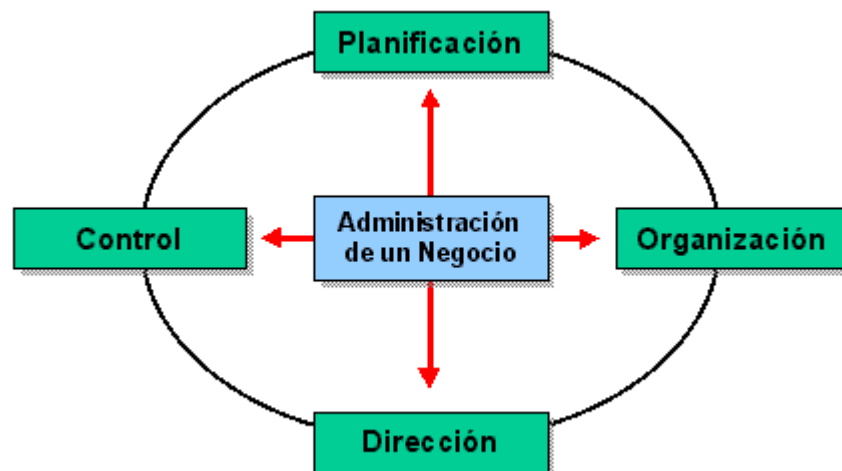 Planificación
Control
Administración
de un Negocio
Organización
Dirección